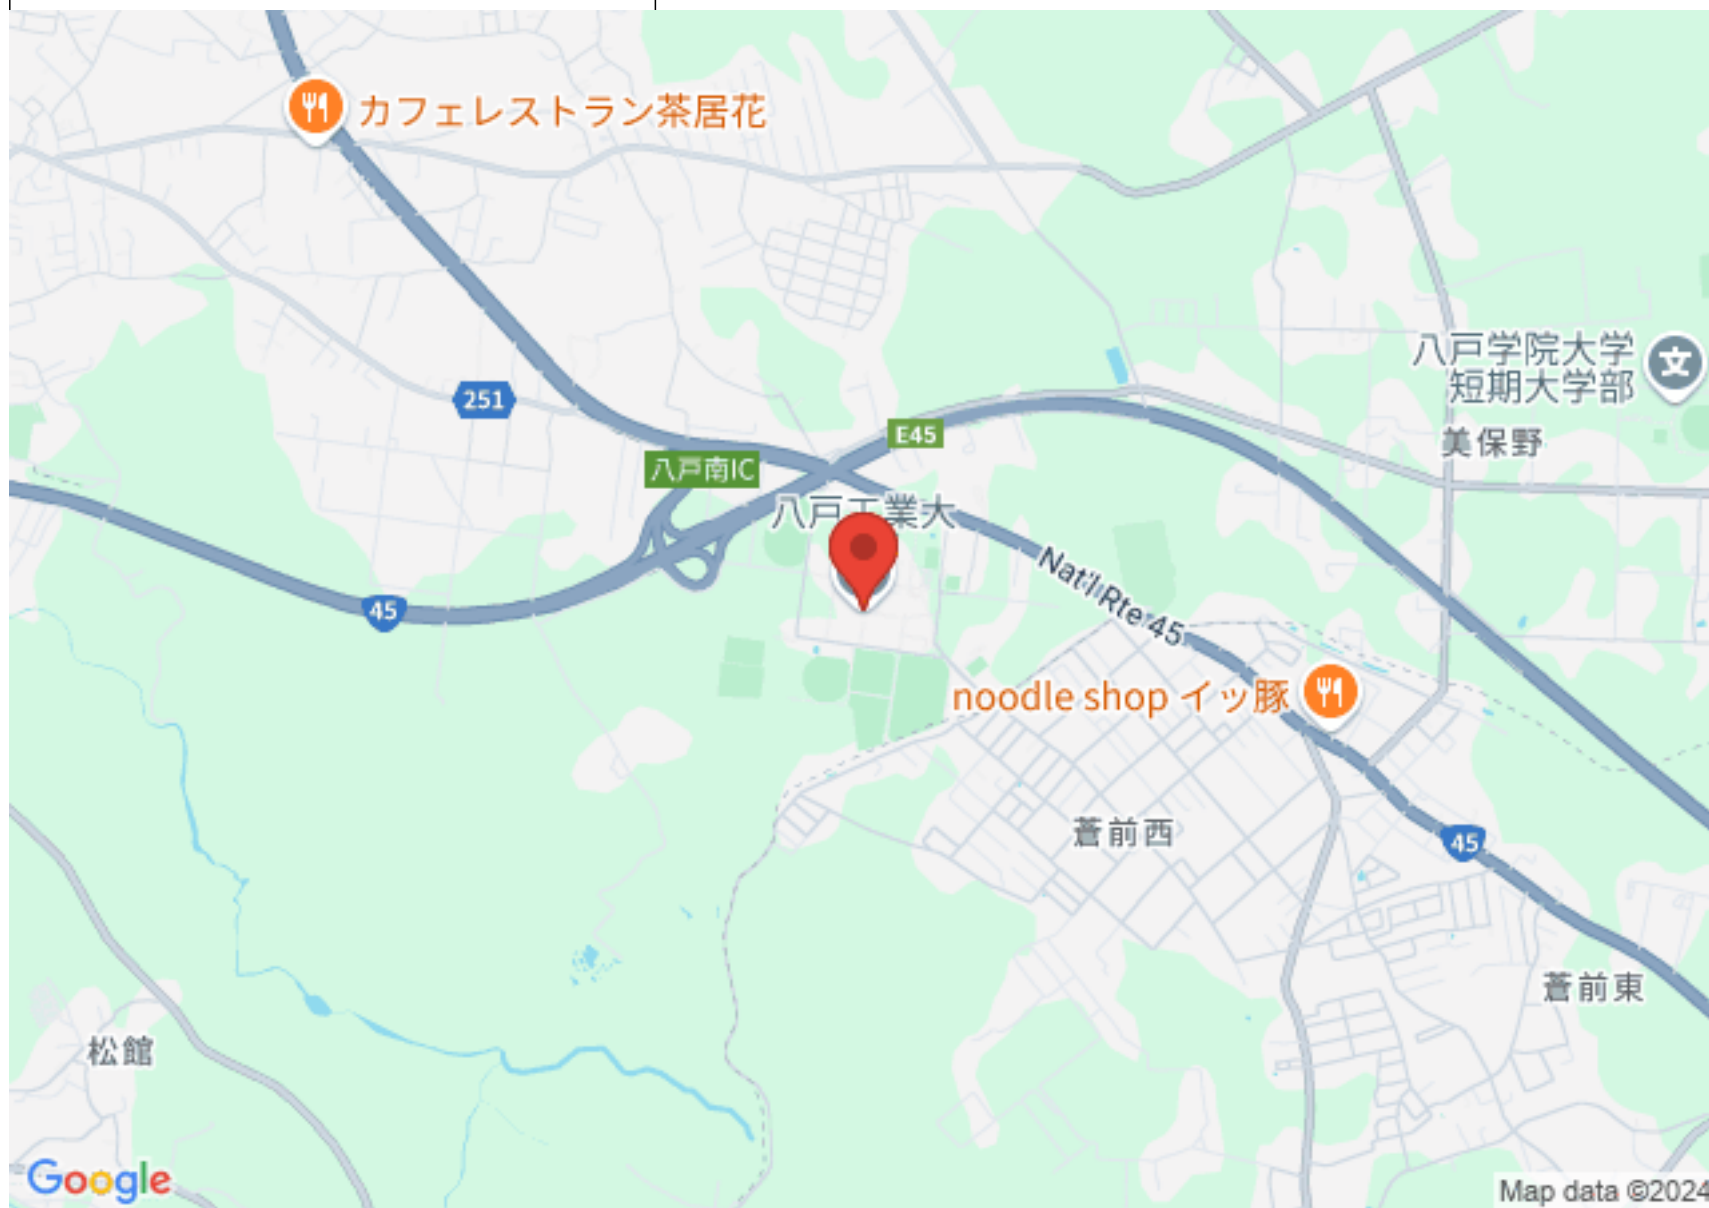 カフェレストラン茶居花
251
E45
八戸南IC
八戸学院大学
短期大学部
美保野
八戸工業大
45
Nat'l Rte 45
noodle shop イッ豚
蒼前西
45
蒼前東
松館
Google
Map data ©2024